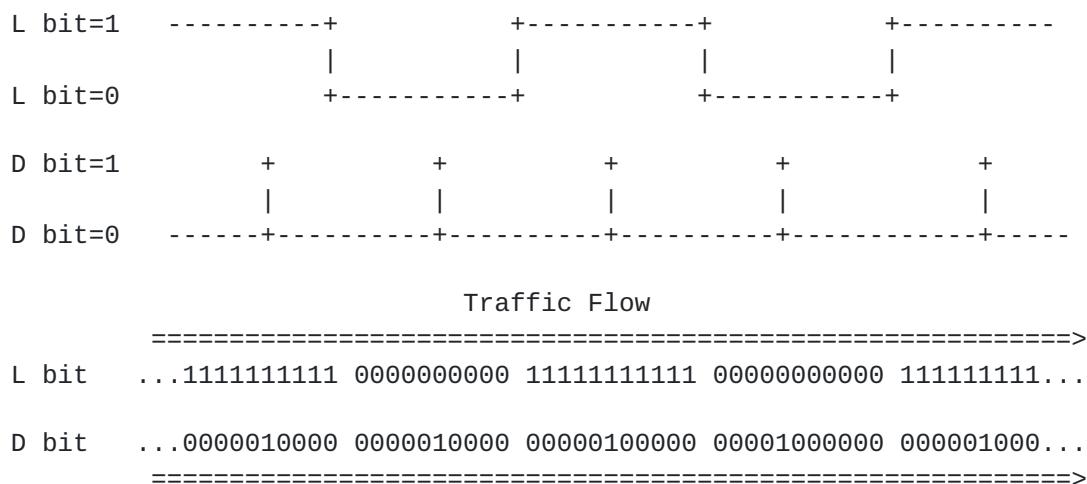 L bit=1   ----------+           +-----------+           +----------
                    |           |           |           |
L bit=0             +-----------+           +-----------+
D bit=1         +          +          +          +            +
                |          |          |          |            |
D bit=0   ------+----------+----------+----------+------------+-----
Traffic Flow
===========================================================>
L bit   ...1111111111 0000000000 11111111111 00000000000 111111111...
D bit   ...0000010000 0000010000 00000100000 00001000000 000001000...
===========================================================>